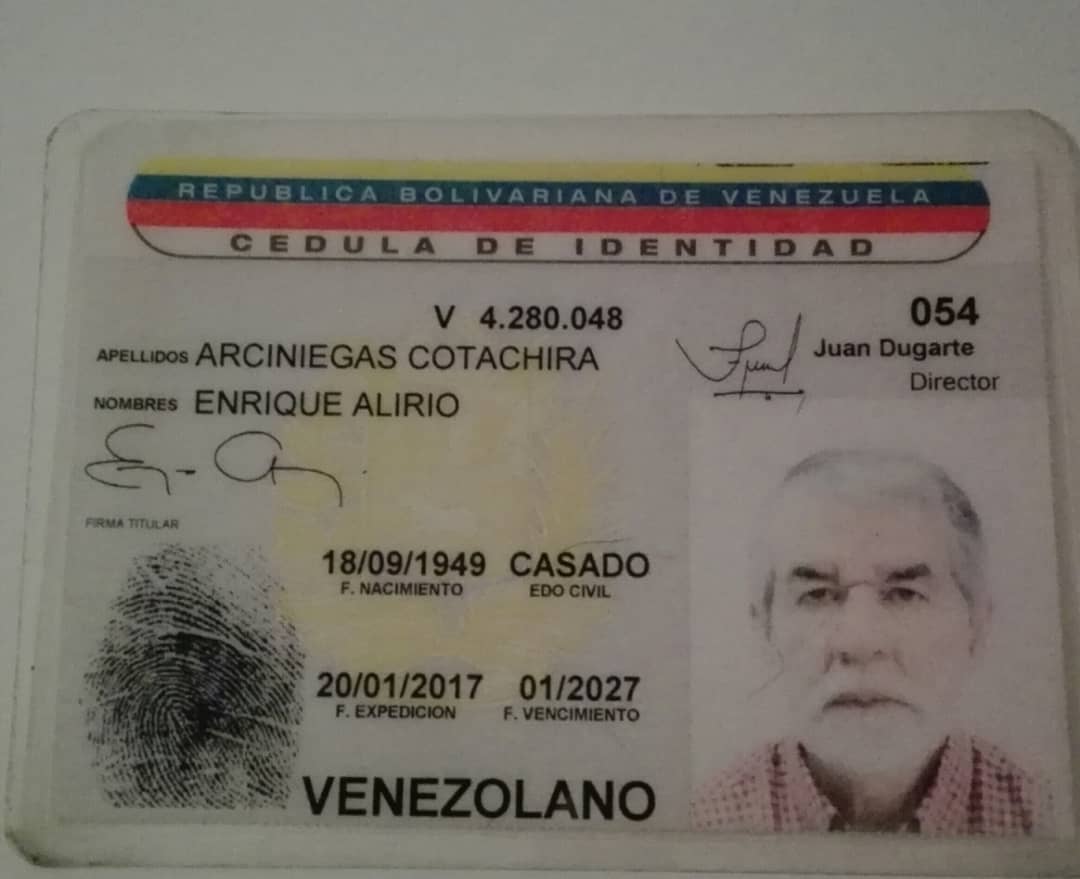 REPUBLICA BOLIVARIANA DE VENEZUELA
CEDULA DE IDENTIDAD
V 4.280.048
054
APELLIDOS ARCINIEGAS COTACHIRA
Juan Dugarte
Director
NOMBRES ENRIQUE ALIRIO
FIRMA TITULAR
18/09/1949 CASADO
F. NACIMIENTO EDO CIVIL
20/01/2017 01/2027
F. EXPEDICION F. VENCIMIENTO
VENEZOLANO